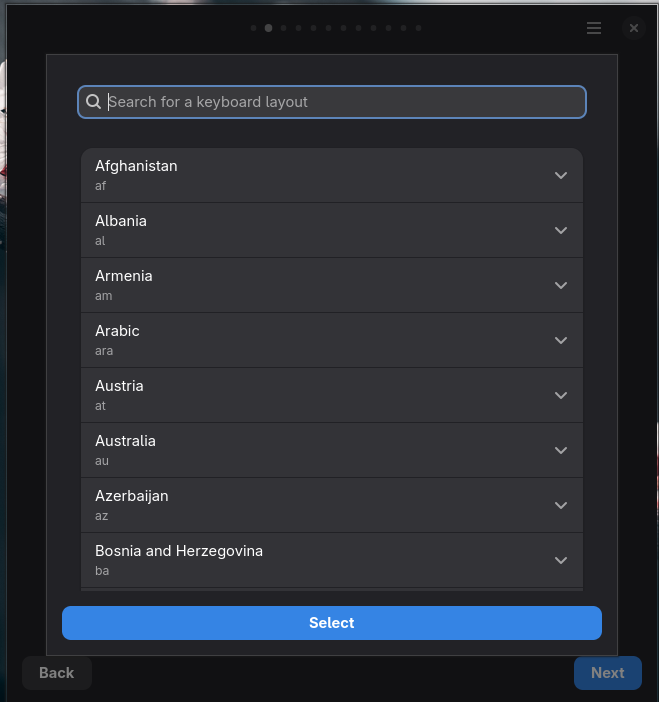 Search for a keyboard layout
Afghanistan
af
Albania
al
Armenia
am
Arabic
ara
Austria
at
Australia
au
Azerbaijan
az
Bosnia and Herzegovina
ba
Select
Back
Next